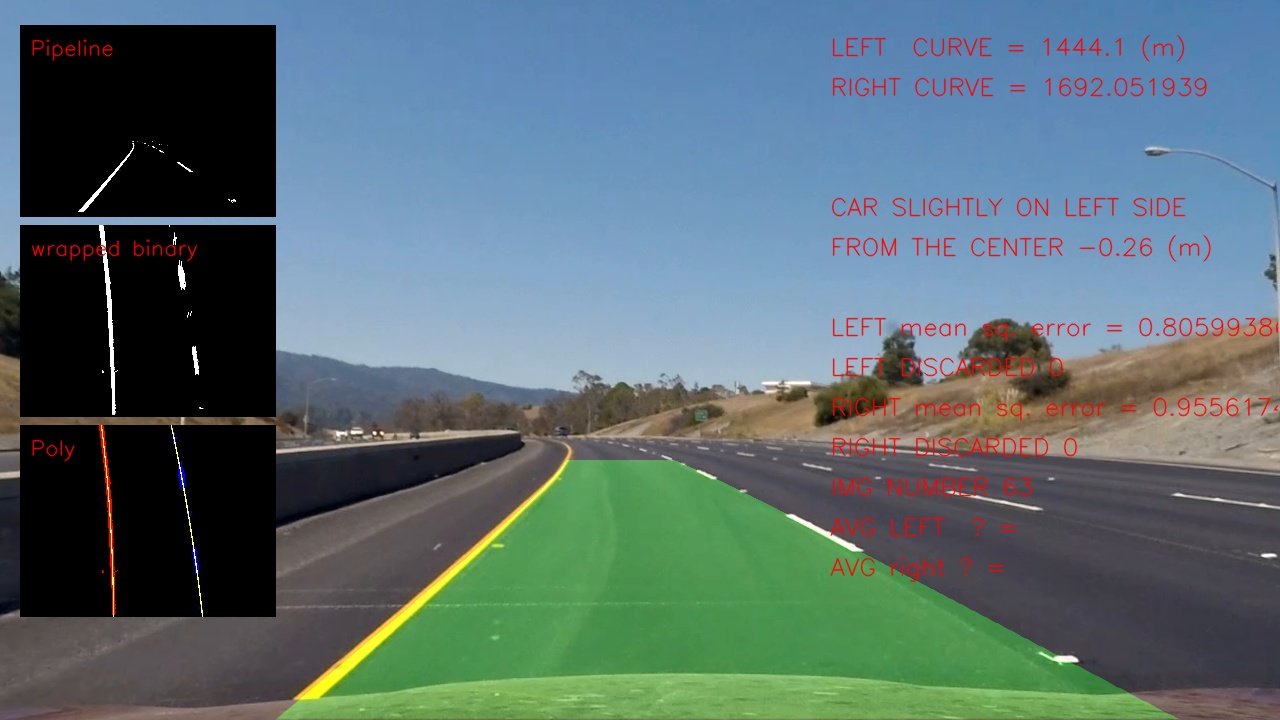 Pipeline
wrapped binary
Poly
LEFT CURVE = 1444.1 (m)
RIGHT CURVE = 1692.051939
CAR SLIGHTLY ON LEFT SIDE
FROM THE CENTER -0.26 (m)
LEFT mean sq. error = 0.805993
LEFT DISCARDED 0
RIGHT mean sq. error = 0.955617
RIGHT DISCARDED 0
IMG NUMBER 63
AVG LEFT ? =
AVG right ? =